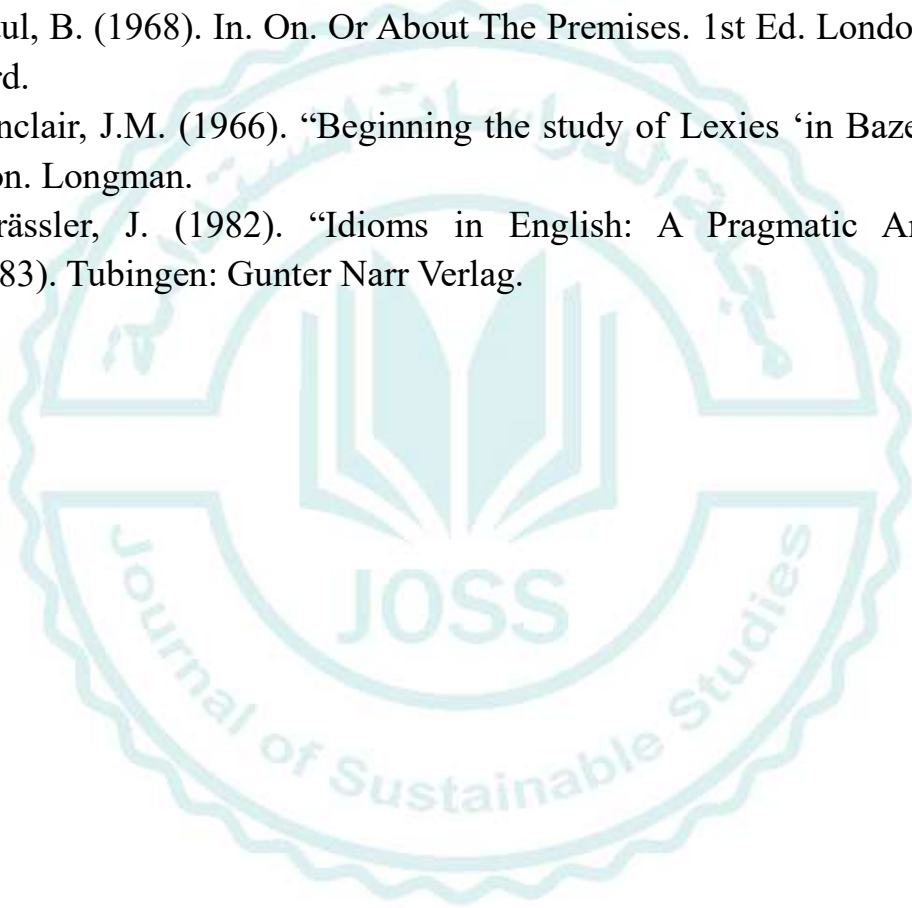 ul, B. (1968). In. On. Or About The Premises. 1st Ed. Londo
rd.
nclair, J.M. (1966). “Beginning the study of Lexies ‘in Baze
on. Longman.
rässler, J. (1982). “Idioms in English: A Pragmatic An
83). Tubingen: Gunter Narr Verlag.
JOSS
Journal of Sustainable Studies